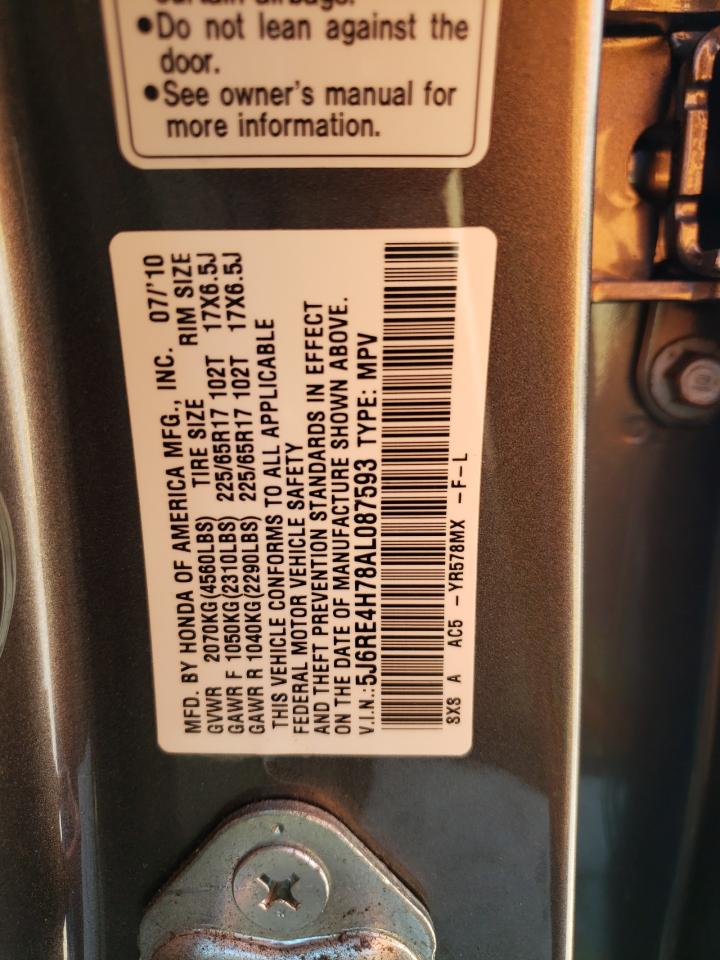 curtain airbags.
•Do not lean against the
door.
•See owner's manual for
more information.
MFD. BY HONDA OF AMERICA MFG., INC. 07/'10
GVWR 2070KG(4560LBS) TIRE SIZE RIM SIZE
GAWR F 1050KG(2310LBS) 225/65R17 102T 17X6.5J
GAWR R 1040KG(2290LBS) 225/65R17 102T 17X6.5J
THIS VEHICLE CONFORMS TO ALL APPLICABLE
FEDERAL MOTOR VEHICLE SAFETY
AND THEFT PREVENTION STANDARDS IN EFFECT
ON THE DATE OF MANUFACTURE SHOWN ABOVE.
V.I.N.:5J6RE4H78AL087593 TYPE: MPV
SXS A AC5 -YR578MX -F-L